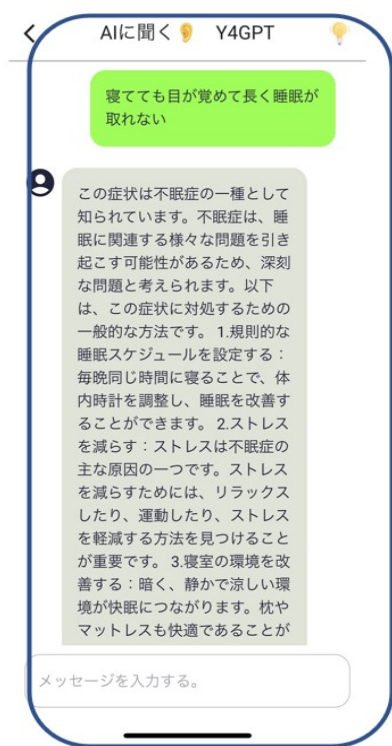 AIに聞く👂 Y4GPT 💡
寝てても目が覚めて長く睡眠が
取れない
この症状は不眠症の一種として
知られています。不眠症は、睡
眠に関連する様々な問題を引き
起こす可能性があるため、深刻
な問題と考えられます。以下
は、この症状に対処するための
一般的な方法です。 1.規則的な
睡眠スケジュールを設定する：
毎晩同じ時間に寝ることで、体
内時計を調整し、睡眠を改善す
ることができます。 2.ストレス
を減らす：ストレスは不眠症の
主な原因の一つです。ストレス
を減らすためには、リラックス
したり、運動したり、ストレス
を軽減する方法を見つけること
が重要です。 3.寝室の環境を改
善する：暗く、静かで涼しい環
境が快眠につながります。枕や
マットレスも快適であることが
メッセージを入力する。